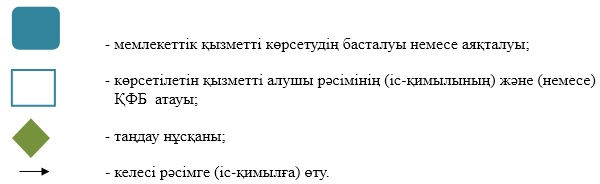 - мемлекеттік қызметті көрсетудің басталуы немесе аяқталуы;
- көрсетілетін қызметті алушы рәсімінің (іс-қимылының) және (немесе)
ҚФБ атауы;
- таңдау нұсқаны;
- келесі рәсімге (іс-қимылға) өту.